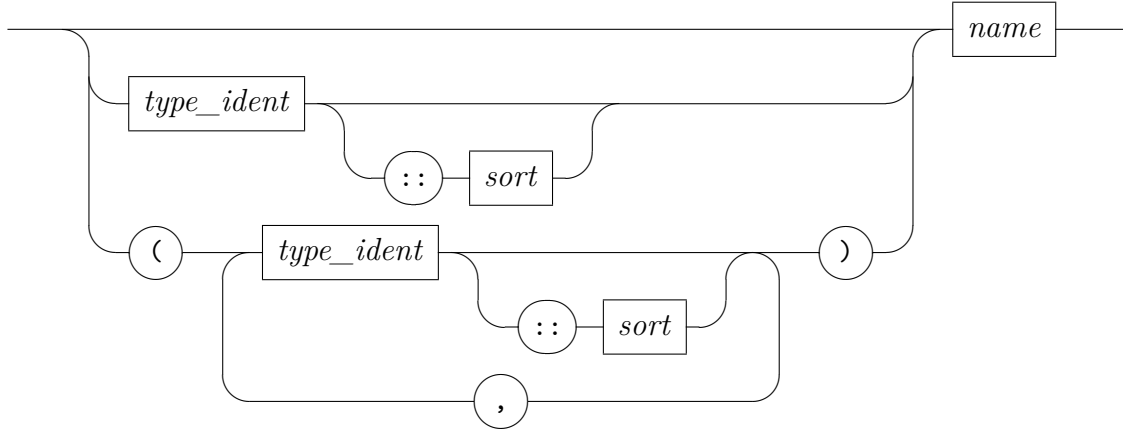 name
type_ident
:: sort
( type_ident )
:: sort
,